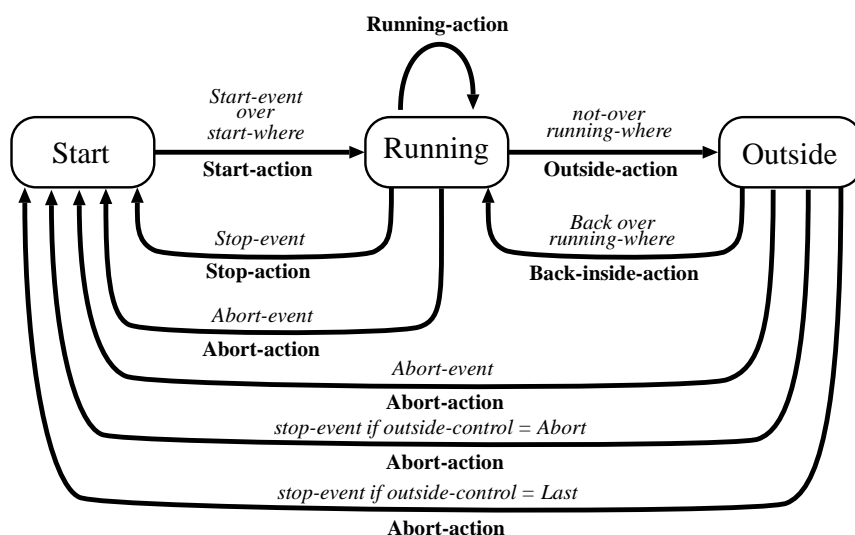 Running-action
Start-event
over
start-where
not-over
running-where
Start
Running
Outside
Start-action
Outside-action
Stop-event
Back over
running-where
Stop-action
Back-inside-action
Abort-event
Abort-action
Abort-event
Abort-action
stop-event if outside-control = Abort
Abort-action
stop-event if outside-control = Last
Abort-action